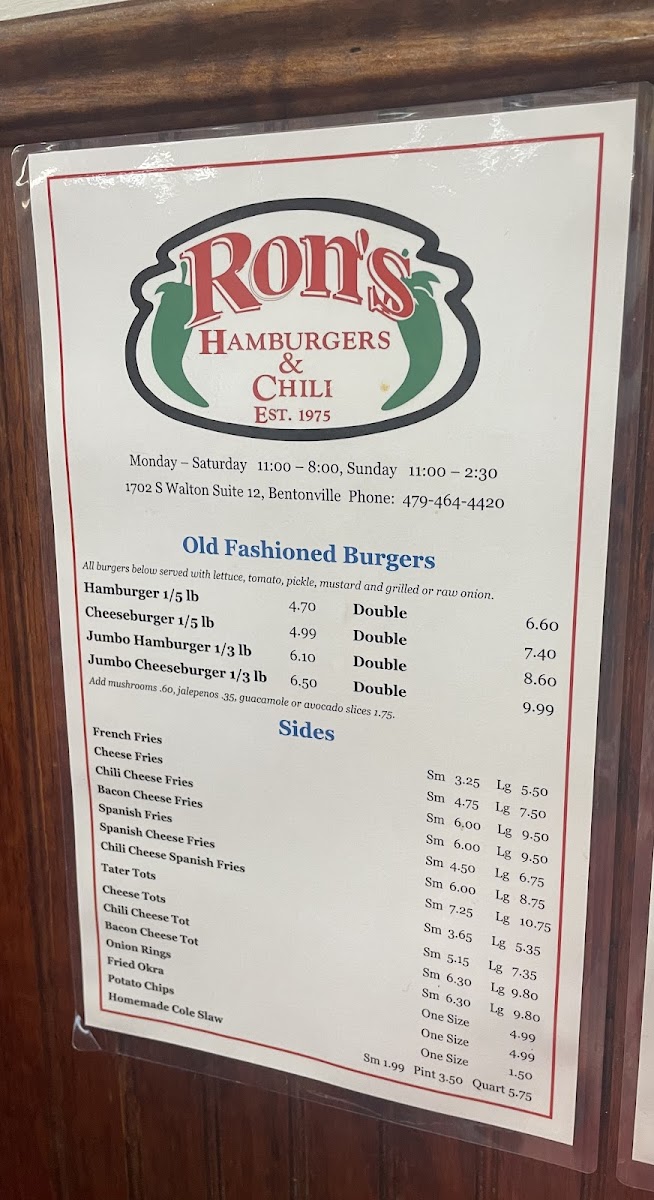 Ron's
Hamburgers
&
Chili
Est. 1975
Monday – Saturday 11:00 – 8:00, Sunday 11:00 – 2:30
1702 S Walton Suite 12, Bentonville Phone: 479-464-4420
Old Fashioned Burgers
All burgers below served with lettuce, tomato, pickle, mustard and grilled or raw onion.
Hamburger 1/5 lb 4.70 Double 6.60
Cheeseburger 1/5 lb 4.99 Double 7.40
Jumbo Hamburger 1/3 lb 6.10 Double 8.60
Jumbo Cheeseburger 1/3 lb 6.50 Double 9.99
Add mushrooms .60, jalepenos .35, guacamole or avocado slices 1.75.
Sides
French Fries Sm 3.25 Lg 5.50
Cheese Fries Sm 4.75 Lg 7.50
Chili Cheese Fries Sm 6,00 Lg 9.50
Bacon Cheese Fries Sm 6.00 Lg 9.50
Spanish Fries Sm 4.50 Lg 6.75
Spanish Cheese Fries Sm 6.00 Lg 8.75
Chili Cheese Spanish Fries Sm 7.25 Lg 10.75
Tater Tots Sm 3.65 Lg 5.35
Cheese Tots Sm 5.15 Lg 7.35
Chili Cheese Tot Sm 6.30 Lg 9.80
Bacon Cheese Tot Sm 6.30 Lg 9.80
Onion Rings One Size 4.99
Fried Okra One Size 4.99
Potato Chips One Size 1.50
Homemade Cole Slaw Sm 1.99 Pint 3.50 Quart 5.75